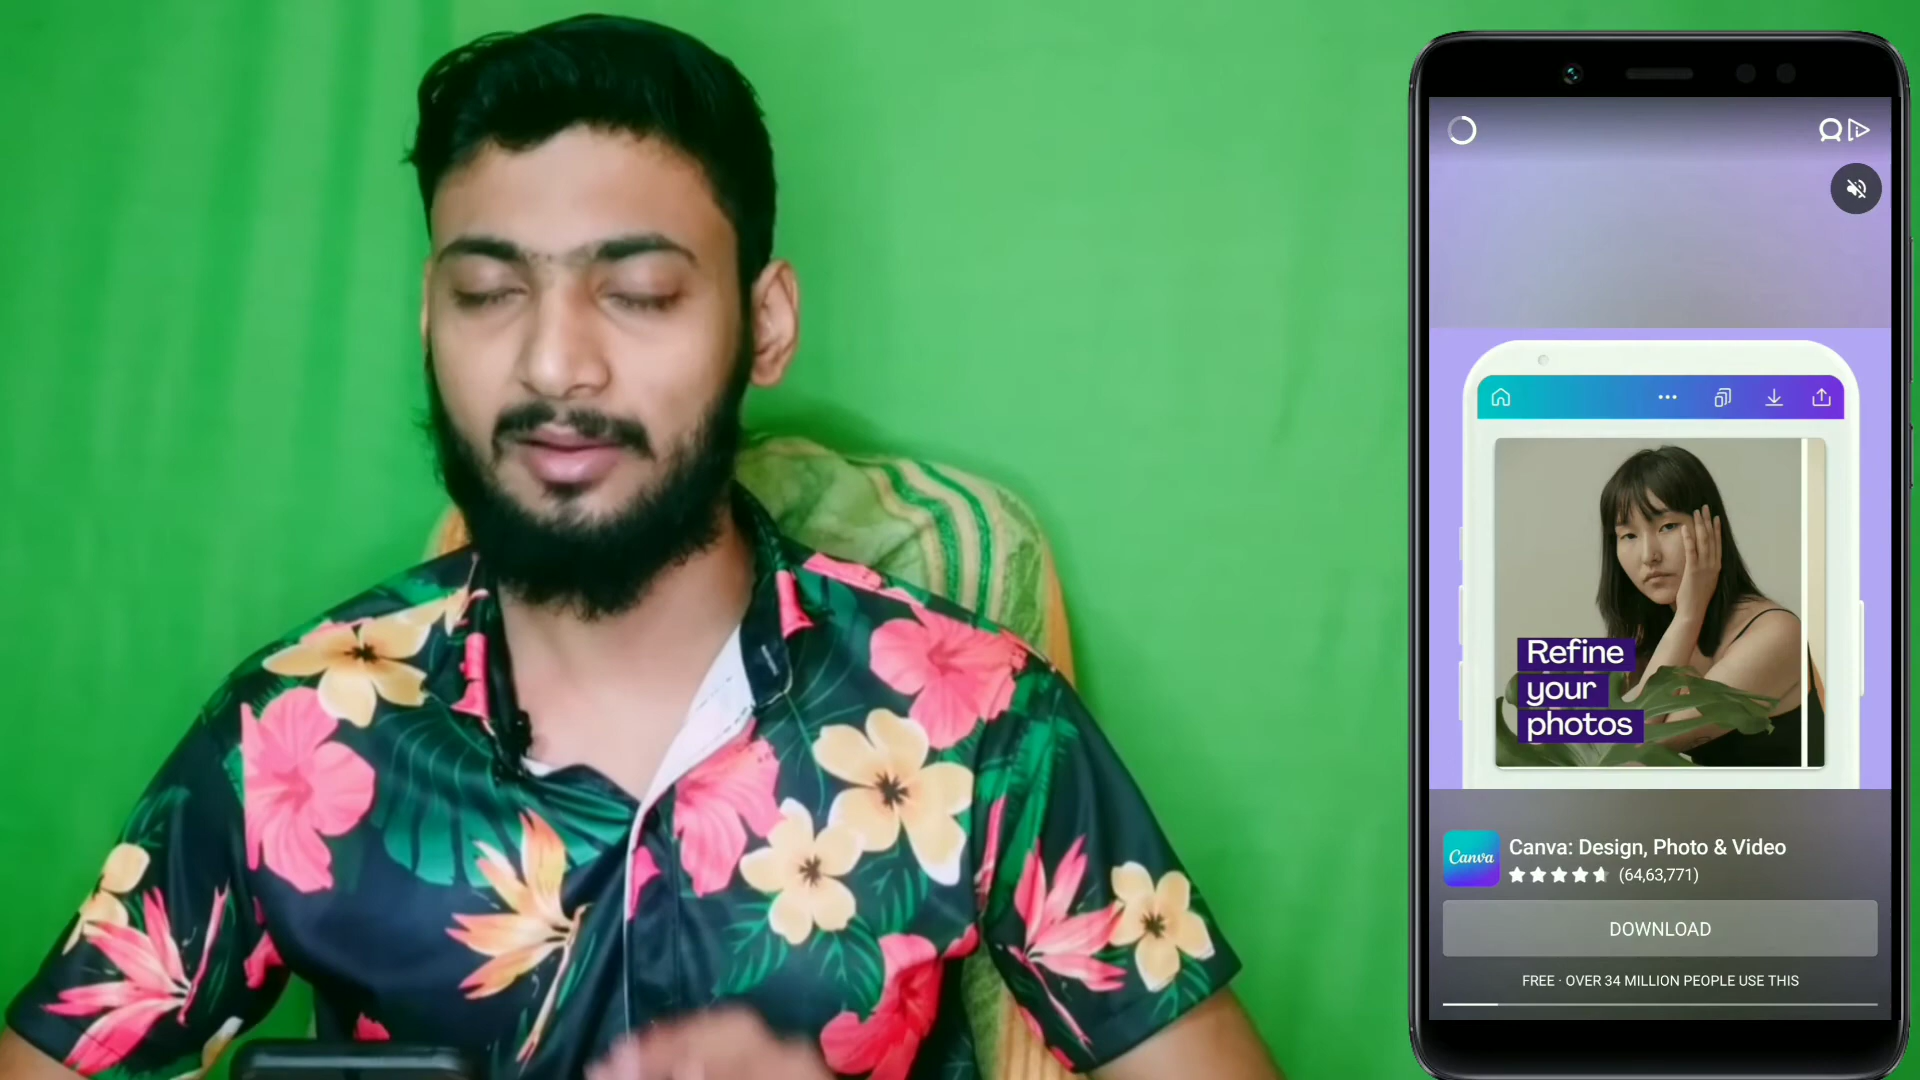 Refine
your
photos
Canva
Canva: Design, Photo & Video
(64,63,771)
DOWNLOAD
FREE · OVER 34 MILLION PEOPLE USE THIS